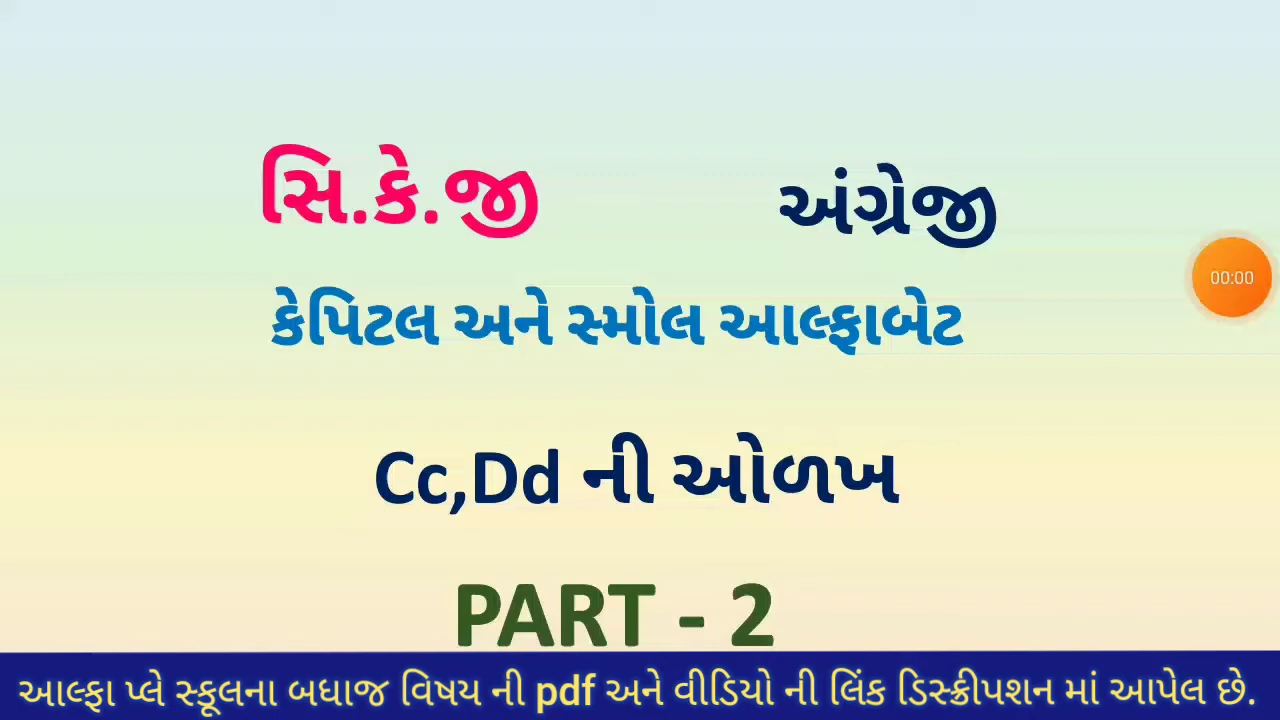 સિ.કે.જી અંગ્રેજી
00:00
કેપિટલ અને સ્મોલ આલ્ફાબેટ
Cc,Dd ની ઓળખ
PART - 2
આલ્ફા પ્લે સ્કૂલના બધાજ વિષય ની pdf અને વીડિયો ની લિંક ડિસ્ક્રીપશન માં આપેલ છે.